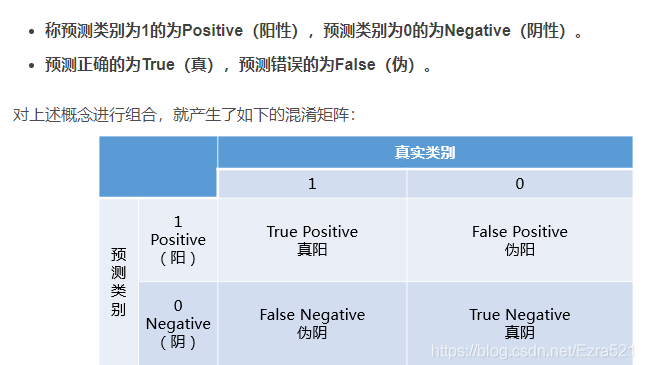 • 称预测类别为1的为Positive（阳性），预测类别为0的为Negative（阴性）。
• 预测正确的为True（真），预测错误的为False（伪）。
对上述概念进行组合，就产生了如下的混淆矩阵：
真实类别
1
0
预测类别
1
Positive
（阳）
True Positive
真阳
False Positive
伪阳
0
Negative
（阴）
False Negative
伪阴
True Negative
真阴
https://blog.csdn.net/Ezra521